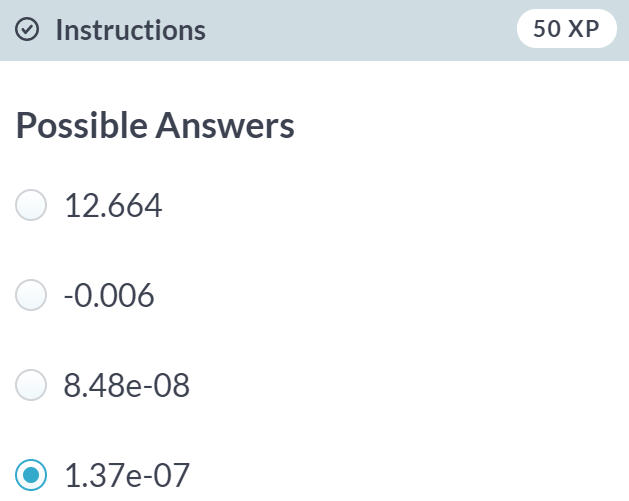 Instructions
50 XP
Possible Answers
12.664
-0.006
8.48e-08
1.37e-07